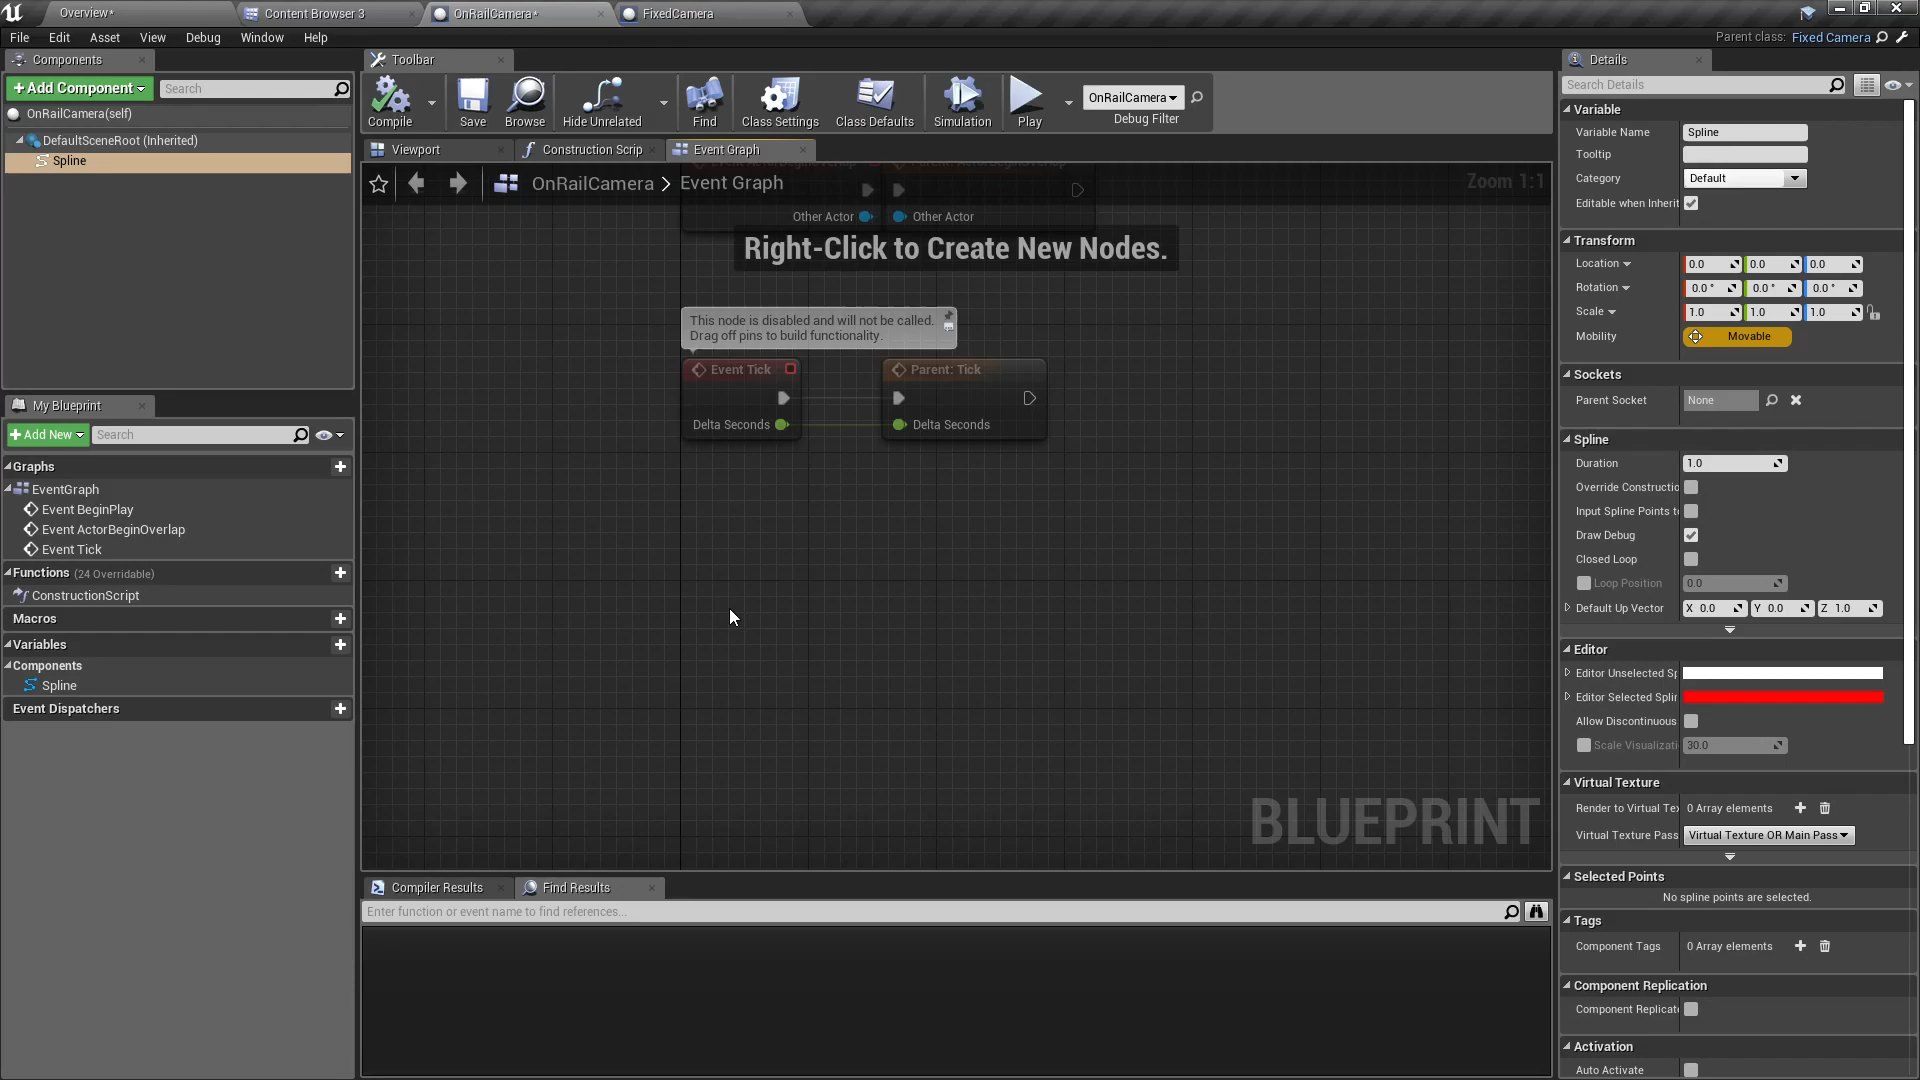 Overview*
Content Browser 3
OnRailCamera*
FixedCamera
File Edit Asset View Debug Window Help
Parent class: Fixed Camera
Components
+Add Component
Search
OnRailCamera(self)
DefaultSceneRoot (Inherited)
Spline
My Blueprint
+Add New
Search
Graphs
EventGraph
Event BeginPlay
Event ActorBeginOverlap
Event Tick
Functions (24 Overridable)
ConstructionScript
Macros
Variables
Components
Spline
Event Dispatchers
Toolbar
Compile
Save
Browse
Hide Unrelated
Find
Class Settings
Class Defaults
Simulation
Play
OnRailCamera
Debug Filter
Viewport
Construction Scrip
Event Graph
OnRailCamera > Event Graph
Zoom 1:1
Other Actor
Other Actor
Right-Click to Create New Nodes.
This node is disabled and will not be called.
Drag off pins to build functionality.
Event Tick
Delta Seconds
Parent: Tick
Delta Seconds
BLUEPRINT
Compiler Results
Find Results
Enter function or event name to find references...
Details
Search Details
Variable
Variable Name Spline
Tooltip
Category Default
Editable when Inherit
Transform
Location 0.0 0.0 0.0
Rotation 0.0 ° 0.0 ° 0.0 °
Scale 1.0 1.0 1.0
Mobility Movable
Sockets
Parent Socket None
Spline
Duration 1.0
Override Constructio
Input Spline Points t
Draw Debug
Closed Loop
Loop Position 0.0
Default Up Vector X 0.0 Y 0.0 Z 1.0
Editor
Editor Unselected Sp
Editor Selected Splin
Allow Discontinuous
Scale Visualizati 30.0
Virtual Texture
Render to Virtual Tex 0 Array elements
Virtual Texture Pass Virtual Texture OR Main Pass
Selected Points
No spline points are selected.
Tags
Component Tags 0 Array elements
Component Replication
Component Replicate
Activation
Auto Activate